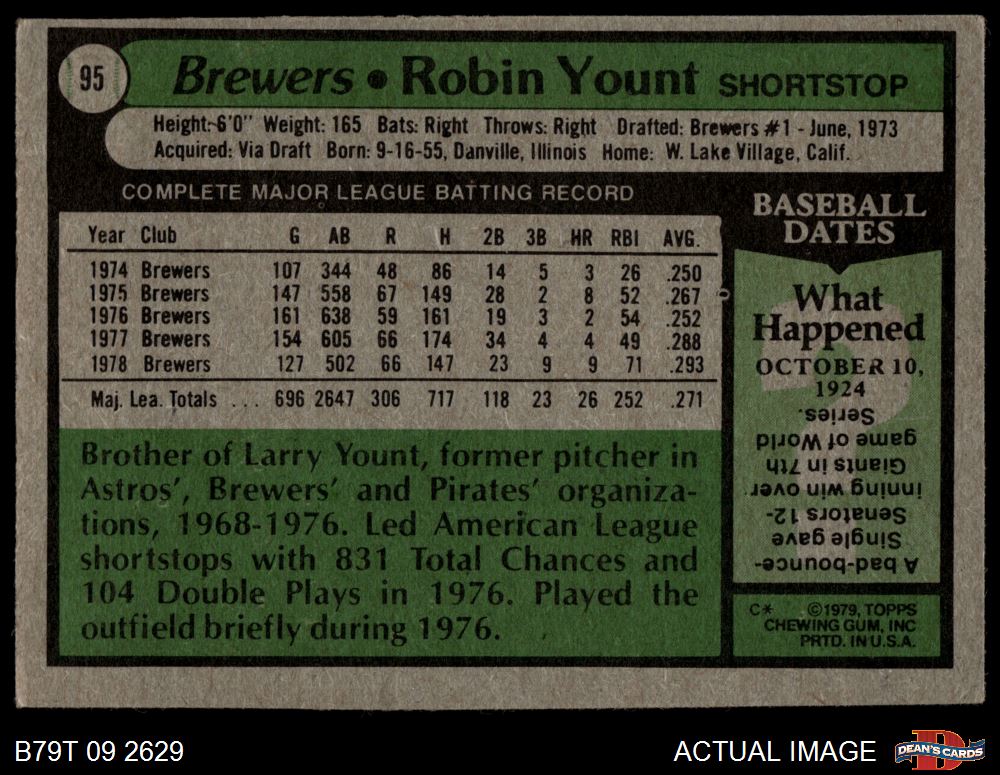 95
Brewers • Robin Yount SHORTSTOP
Height: 6'0" Weight: 165 Bats: Right Throws: Right Drafted: Brewers #1 - June, 1973
Acquired: Via Draft Born: 9-16-55, Danville, Illinois Home: W. Lake Village, Calif.
COMPLETE MAJOR LEAGUE BATTING RECORD
Year Club G AB R H 2B 3B HR RBI AVG.
1974 Brewers 107 344 48 86 14 5 3 26 .250
1975 Brewers 147 558 67 149 28 2 8 52 .267
1976 Brewers 161 638 59 161 19 3 2 54 .252
1977 Brewers 154 605 66 174 34 4 4 49 .288
1978 Brewers 127 502 66 147 23 9 9 71 .293
Maj. Lea. Totals ... 696 2647 306 717 118 23 26 252 .271
Brother of Larry Yount, former pitcher in
Astros', Brewers' and Pirates' organiza-
tions, 1968-1976. Led American League
shortstops with 831 Total Chances and
104 Double Plays in 1976. Played the
outfield briefly during 1976.
BASEBALL
DATES
What
Happened
OCTOBER 10,
1924
A bad-bounce
single gave
Senators 12-
inning win over
Giants in 7th
game of World
Series.
C* ©1979, TOPPS
CHEWING GUM, INC
PRTD. IN U.S.A.
B79T 09 2629
ACTUAL IMAGE
D
DEAN'S CARDS